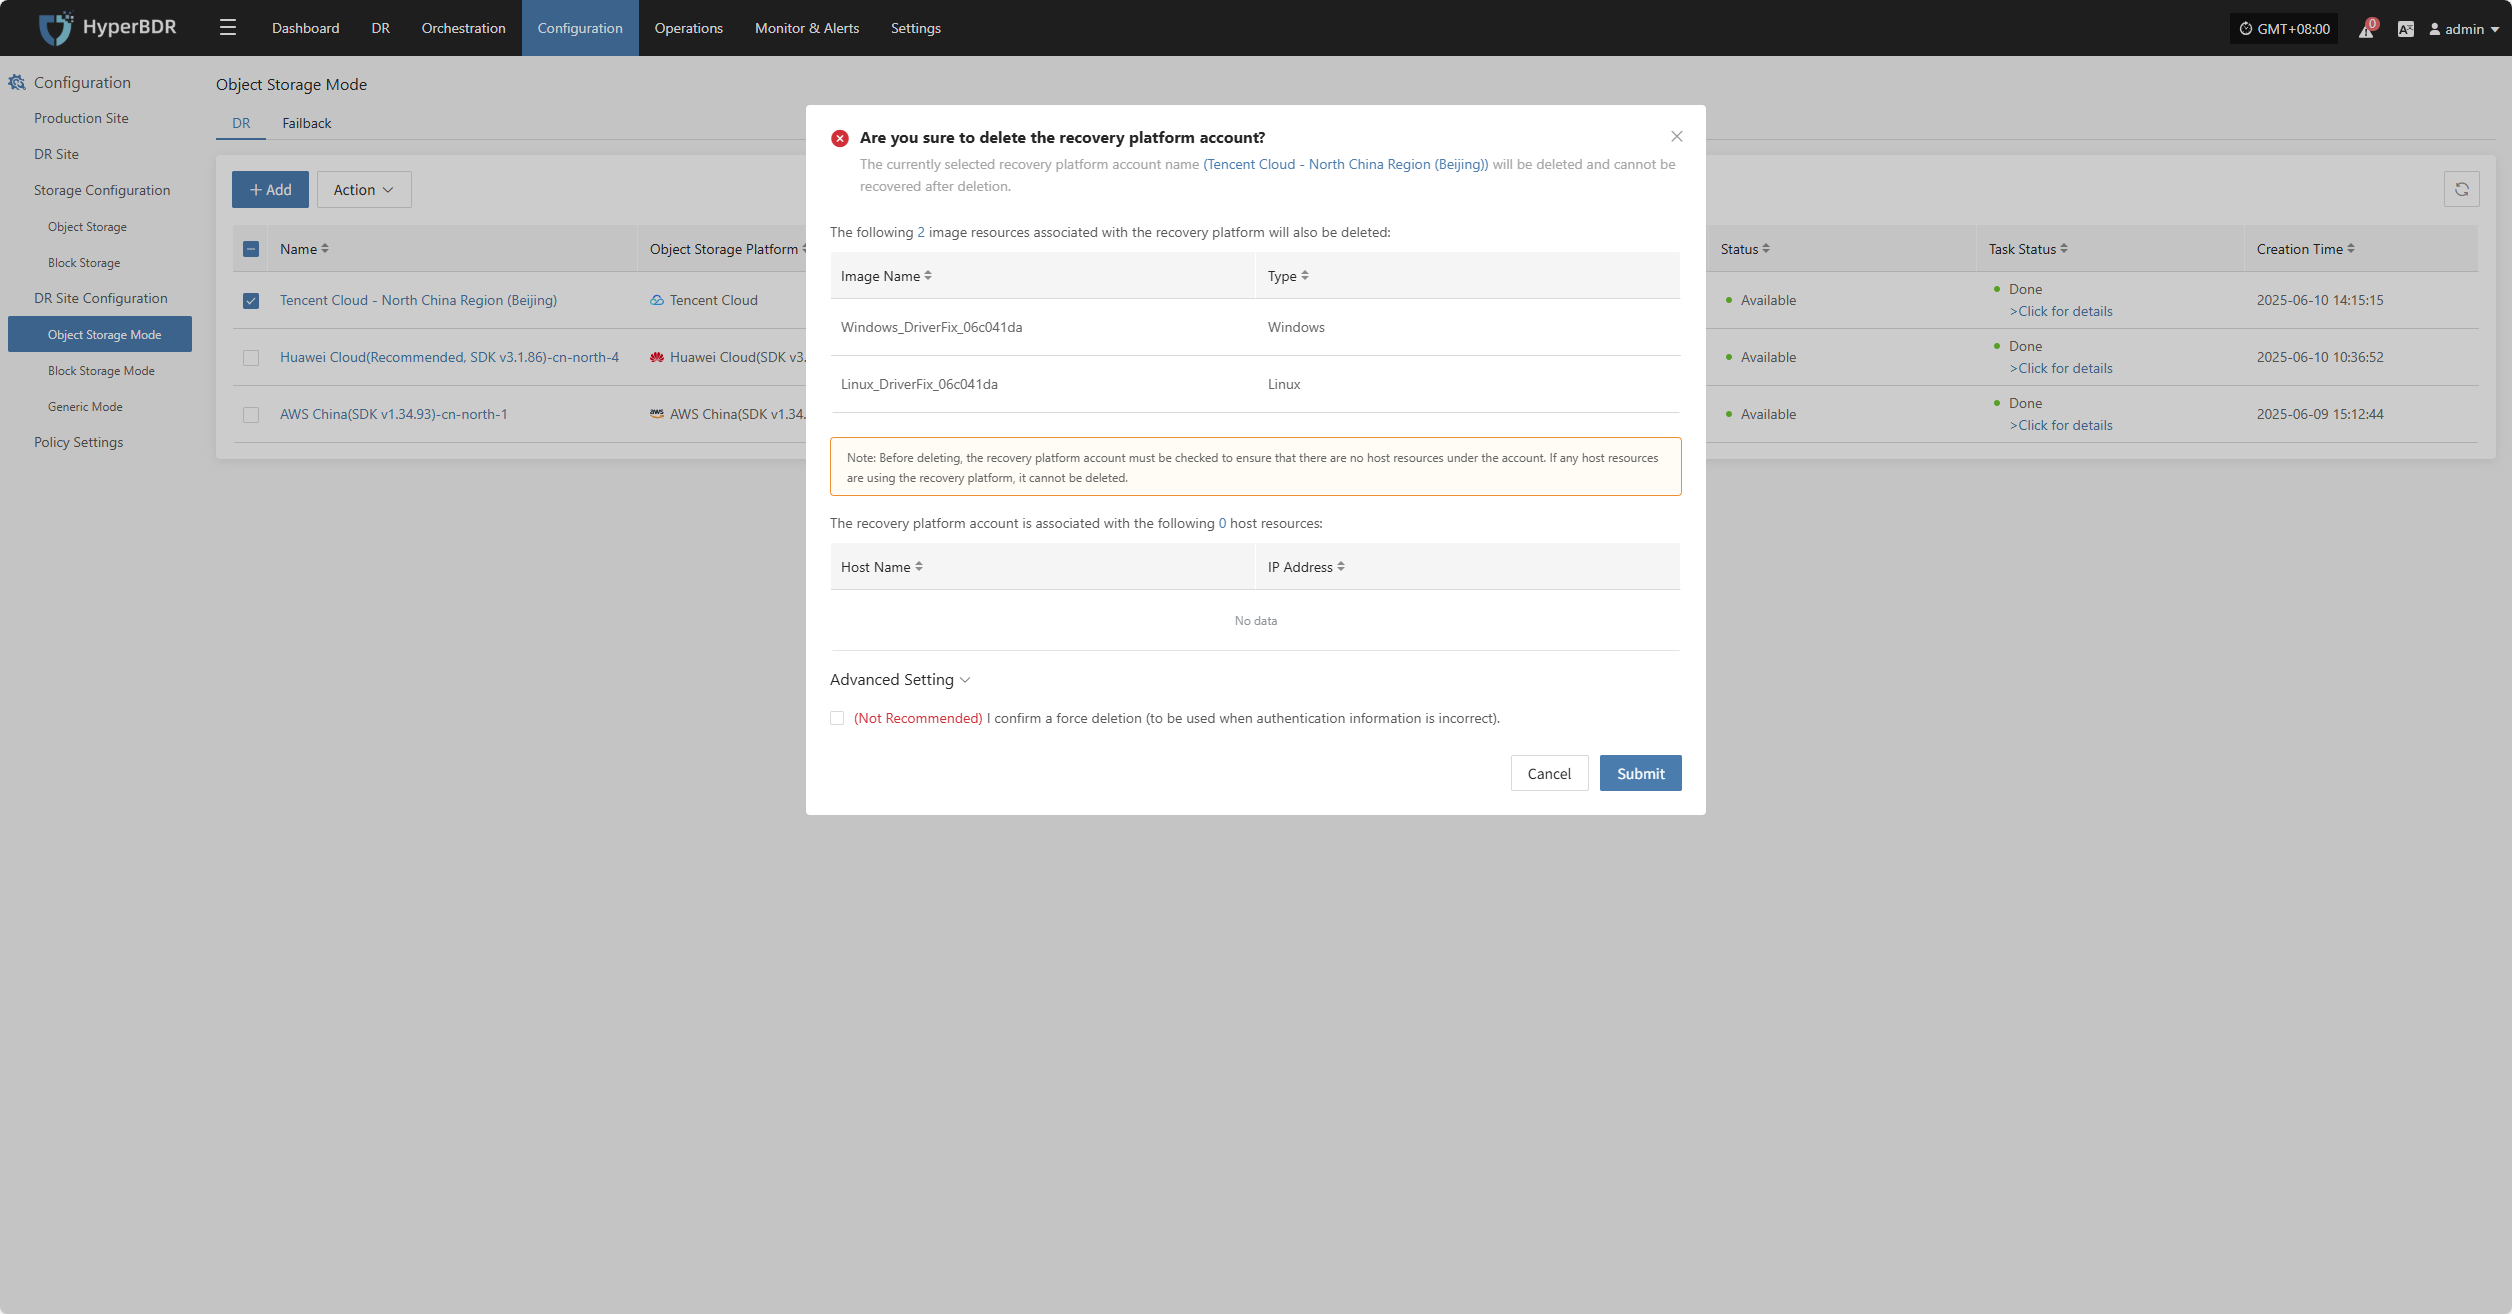 HyperBDR
Dashboard
DR
Orchestration
Configuration
Operations
Monitor & Alerts
Settings
GMT+08:00
0
admin
Configuration
Production Site
DR Site
Storage Configuration
Object Storage
Block Storage
DR Site Configuration
Object Storage Mode
Block Storage Mode
Generic Mode
Policy Settings
Object Storage Mode
DR
Failback
+ Add
Action
Name
Object Storage Platform
Status
Task Status
Creation Time
Tencent Cloud - North China Region (Beijing)
Tencent Cloud
Available
Done
>Click for details
2025-06-10 14:15:15
Huawei Cloud(Recommended, SDK v3.1.86)-cn-north-4
Huawei Cloud(SDK v3.
Available
Done
>Click for details
2025-06-10 10:36:52
AWS China(SDK v1.34.93)-cn-north-1
aws
AWS China(SDK v1.34.
Available
Done
>Click for details
2025-06-09 15:12:44
Are you sure to delete the recovery platform account?
The currently selected recovery platform account name (Tencent Cloud - North China Region (Beijing)) will be deleted and cannot be
recovered after deletion.
The following 2 image resources associated with the recovery platform will also be deleted:
Image Name
Type
Windows_DriverFix_06c041da
Windows
Linux_DriverFix_06c041da
Linux
Note: Before deleting, the recovery platform account must be checked to ensure that there are no host resources under the account. If any host resources
are using the recovery platform, it cannot be deleted.
The recovery platform account is associated with the following 0 host resources:
Host Name
IP Address
No data
Advanced Setting
(Not Recommended) I confirm a force deletion (to be used when authentication information is incorrect).
Cancel
Submit